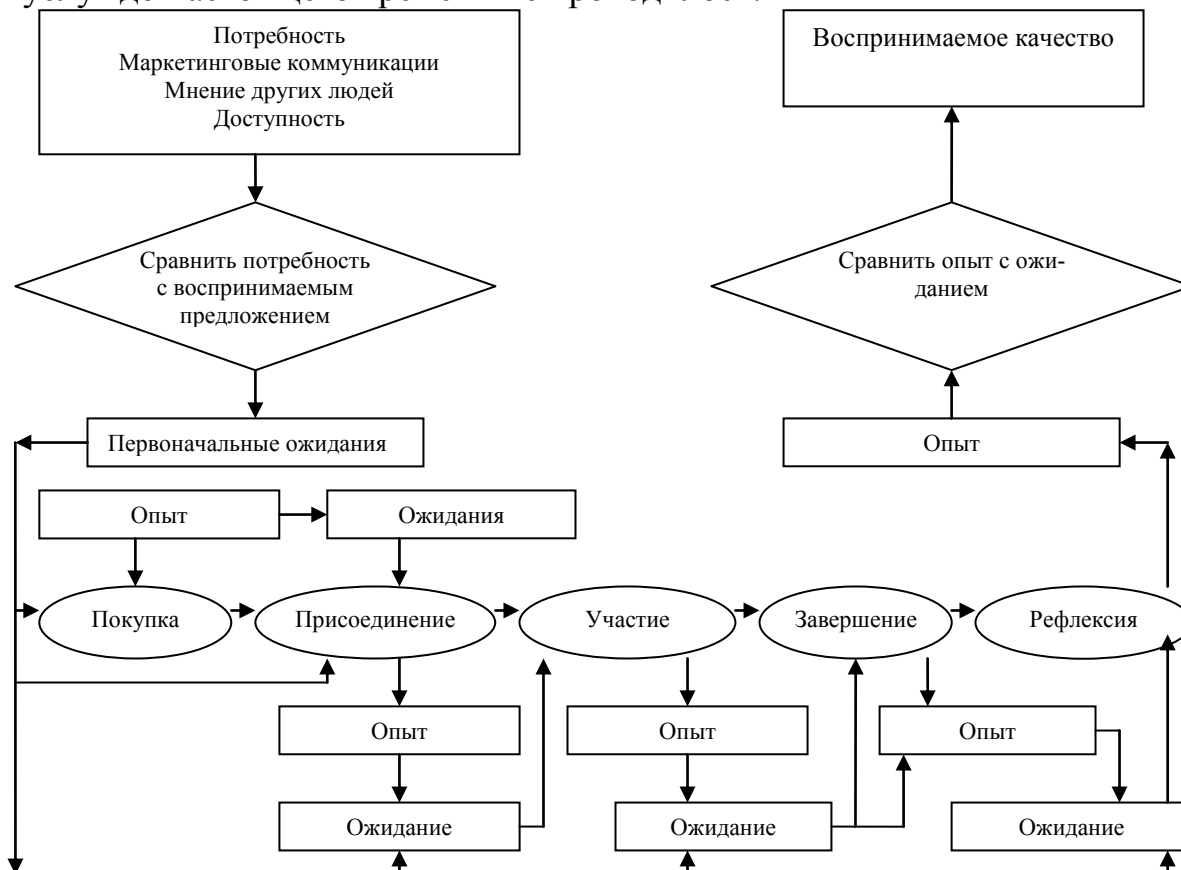 Потребность
Маркетинговые коммуникации
Мнение других людей
Доступность
Воспринимаемое качество
Сравнить потребность
с воспринимаемым
предложением
Сравнить опыт с ожи-
данием
Первоначальные ожидания
Опыт
Опыт
Ожидания
Покупка
Присоединение
Участие
Завершение
Рефлексия
Опыт
Опыт
Опыт
Ожидание
Ожидание
Ожидание